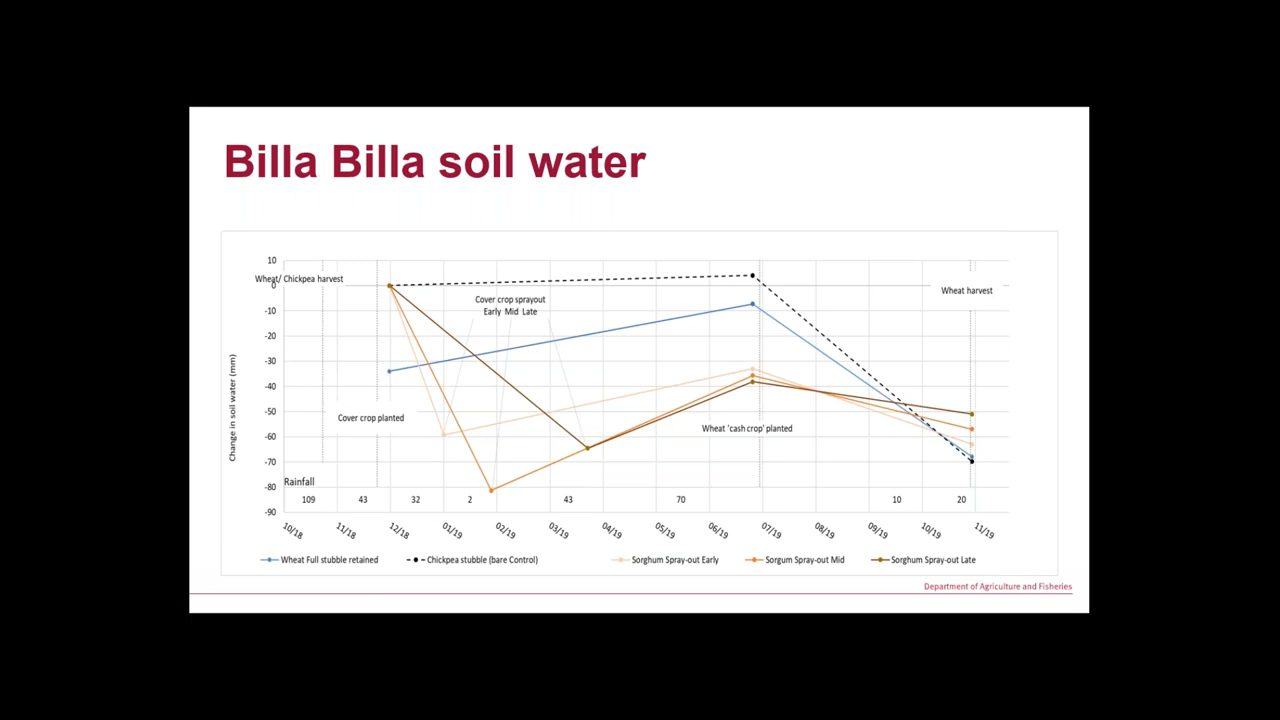 Billa Billa soil water
10
Wheat/ Chickpea harvest
0
Cover crop sprayout
Early Mid Late
Wheat harvest
-10
-20
-30
-40
-50
-60
-70
-80
-90
Change in soil water (mm)
Cover crop planted
Wheat 'cash crop' planted
Rainfall
109 43 32 2 43 70 10 20
10/18 11/18 12/18 01/19 02/19 03/19 04/19 05/19 06/19 07/19 08/19 09/19 10/19 11/19
Wheat Full stubble retained Chickpea stubble (bare Control) Sorghum Spray-out Early Sorgum Spray-out Mid Sorghum Spray-out Late
Department of Agriculture and Fisheries